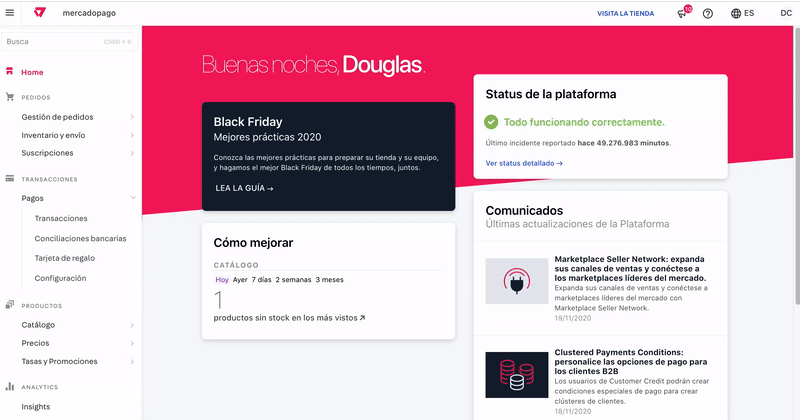 mercadopago
VISITA LA TIENDA
10
ES
DC
Busca
CMD + K
Home
PEDIDOS
Gestión de pedidos
Inventario y envío
Suscripciones
TRANSACCIONES
Pagos
Transacciones
Conciliaciones bancarias
Tarjeta de regalo
Configuración
PRODUCTOS
Catálogo
Precios
Tasas y Promociones
ANALYTICS
Insights
Buenas noches, Douglas.
Black Friday
Mejores prácticas 2020
Conozca las mejores prácticas para preparar su tienda y su equipo,
y hagamos el mejor Black Friday de todos los tiempos, juntos.
LEA LA GUÍA →
Cómo mejorar
CATÁLOGO
Hoy Ayer 7 días 2 semanas 3 meses
1
productos sin stock en los más vistos ↗
Status de la plataforma
Todo funcionando correctamente.
Último incidente reportado hace 49.276.983 minutos.
Ver status detallado →
Comunicados
Últimas actualizaciones de la Plataforma
Marketplace Seller Network: expanda
sus canales de ventas y conéctese a
los marketplaces líderes del mercado.
Expanda sus canales de ventas y conéctese a
marketplaces líderes del mercado con
Marketplace Seller Network.
19/11/2020
Clustered Payments Conditions:
personalice las opciones de pago para
los clientes B2B
Los usuarios de Customer Credit podrán crear
condiciones especiales de pago para crear
clústeres de clientes.
18/11/2020